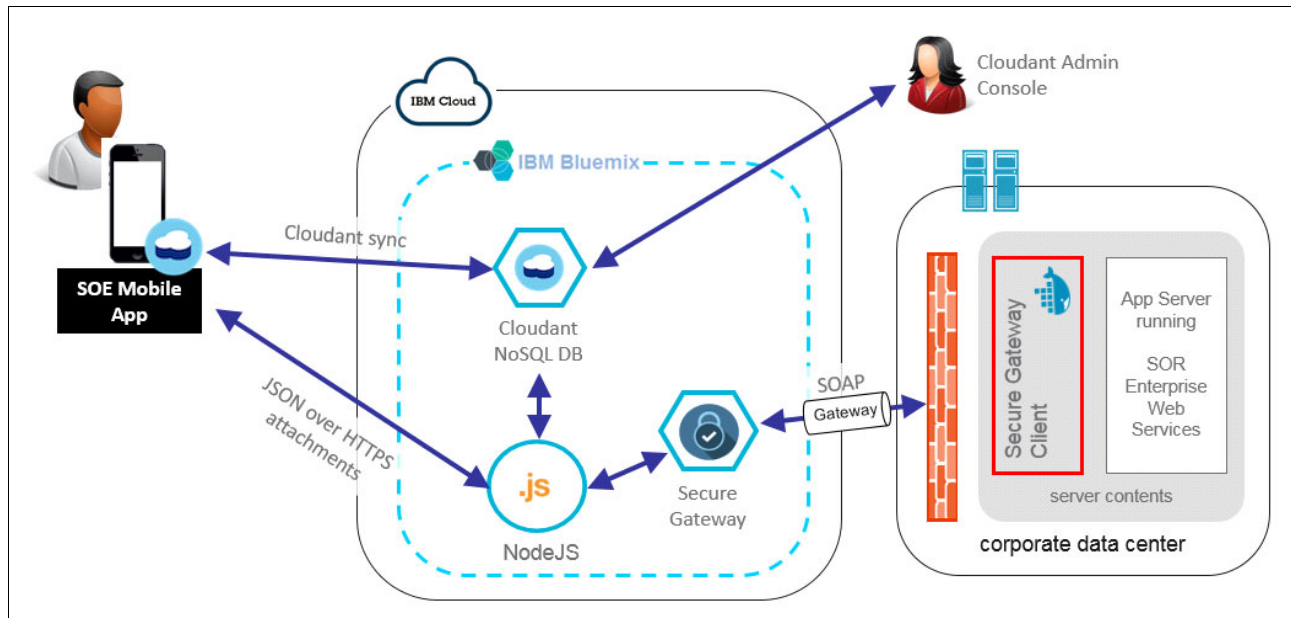 IBM Cloud
Cloudant Admin
Console
IBM Bluemix
Cloudant sync
SOE Mobile
App
Cloudant
NoSQL DB
JSON over HTTPS
attachments
.js
NodeJS
Secure
Gateway
SOAP
Gateway
Secure Gateway
Client
App Server
running
SOR
Enterprise
Web
Services
server contents
corporate data center